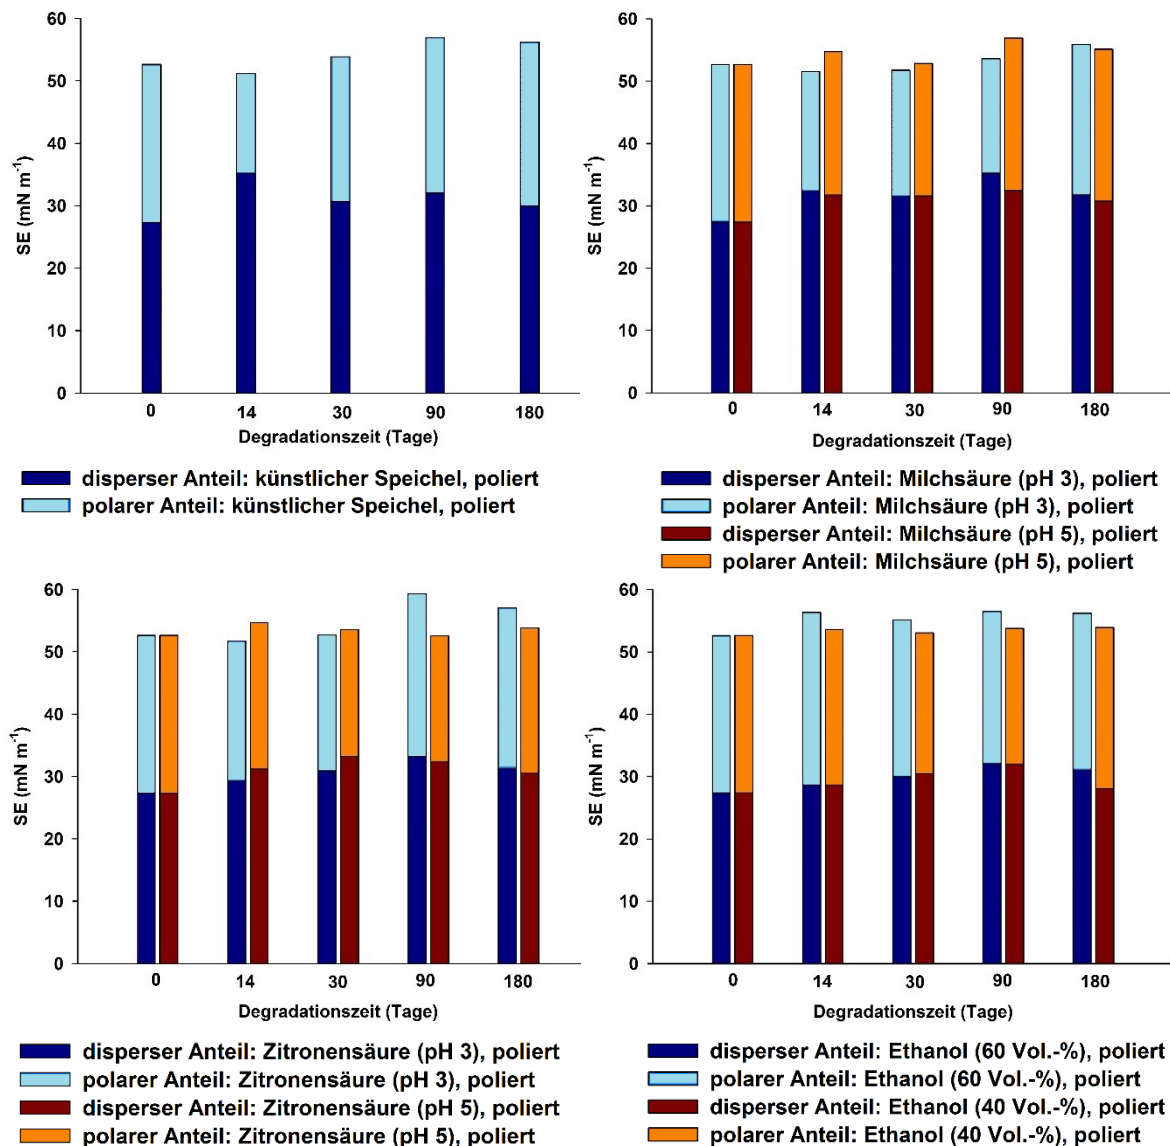 60
50
40
30
20
10
0
SE (mN m-1)
0 14 30 90 180
Degradationszeit (Tage)
disperser Anteil: künstlicher Speichel, poliert
polarer Anteil: künstlicher Speichel, poliert
60
50
40
30
20
10
0
SE (mN m-1)
0 14 30 90 180
Degradationszeit (Tage)
disperser Anteil: Milchsäure (pH 3), poliert
polarer Anteil: Milchsäure (pH 3), poliert
disperser Anteil: Milchsäure (pH 5), poliert
polarer Anteil: Milchsäure (pH 5), poliert
60
50
40
30
20
10
0
SE (mN m-1)
0 14 30 90 180
Degradationszeit (Tage)
disperser Anteil: Zitronensäure (pH 3), poliert
polarer Anteil: Zitronensäure (pH 3), poliert
disperser Anteil: Zitronensäure (pH 5), poliert
polarer Anteil: Zitronensäure (pH 5), poliert
60
50
40
30
20
10
0
SE (mN m-1)
0 14 30 90 180
Degradationszeit (Tage)
disperser Anteil: Ethanol (60 Vol.-%), poliert
polarer Anteil: Ethanol (60 Vol.-%), poliert
disperser Anteil: Ethanol (40 Vol.-%), poliert
polarer Anteil: Ethanol (40 Vol.-%), poliert